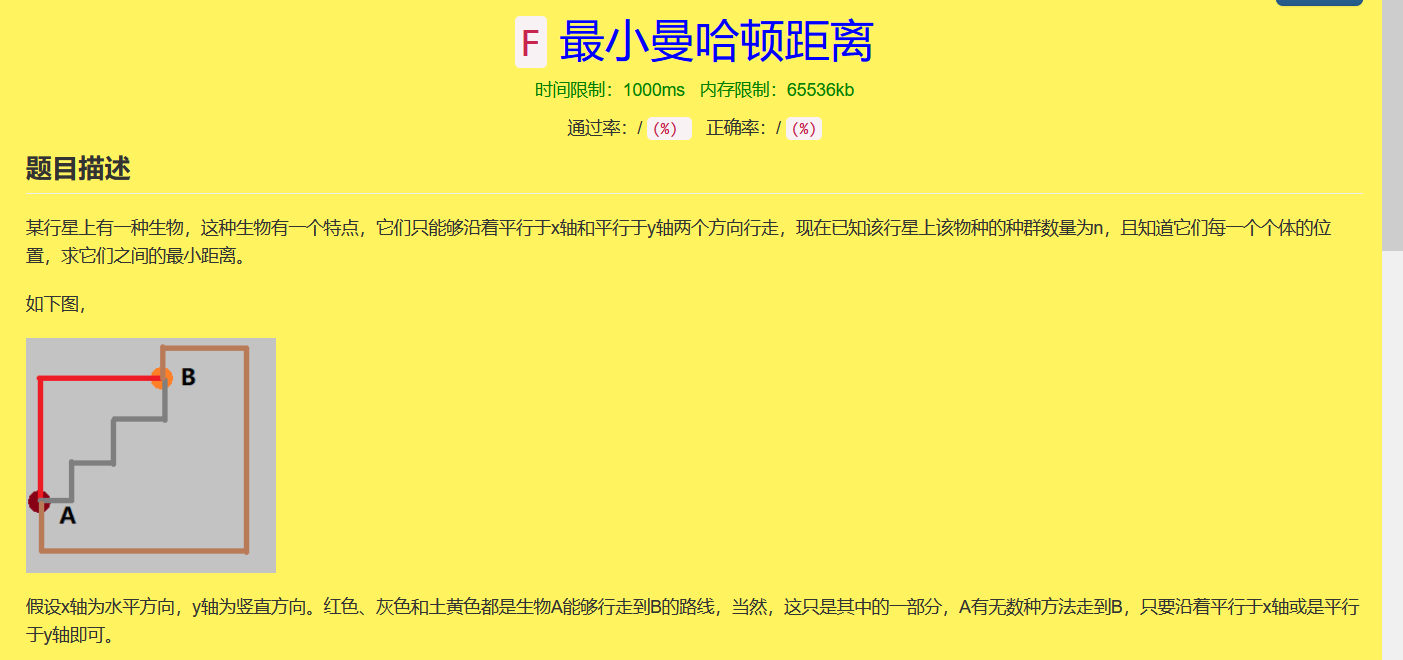 F 最小曼哈顿距离
时间限制：1000ms 内存限制：65536kb
通过率：/ (%) 正确率：/ (%)
题目描述
某行星上有一种生物，这种生物有一个特点，它们只能够沿着平行于x轴和平行于y轴两个方向行走，现在已知该行星上该物种的种群数量为n，且知道它们每一个个体的位
置，求它们之间的最小距离。
如下图，
B
A
假设x轴为水平方向，y轴为竖直方向。红色、灰色和土黄色都是生物A能够行走到B的路线，当然，这只是其中的一部分，A有无数种方法走到B，只要沿着平行于x轴或是平行
于y轴即可。